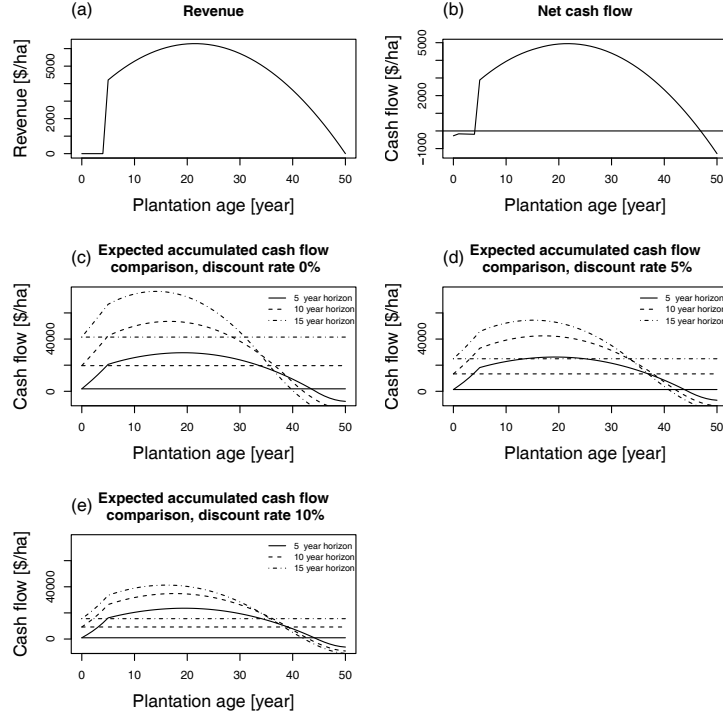 (a)
Revenue
Revenue [$/ha]
0
2000
6000
0 10 20 30 40 50
Plantation age [year]
(b)
Net cash flow
Cash flow [$/ha]
−1000
2000
5000
0 10 20 30 40 50
Plantation age [year]
(c)
Expected accumulated cash flow
comparison, discount rate 0%
Cash flow [$/ha]
0
40000
5 year horizon
10 year horizon
15 year horizon
0 10 20 30 40 50
Plantation age [year]
(d)
Expected accumulated cash flow
comparison, discount rate 5%
Cash flow [$/ha]
0
40000
5 year horizon
10 year horizon
15 year horizon
0 10 20 30 40 50
Plantation age [year]
(e)
Expected accumulated cash flow
comparison, discount rate 10%
Cash flow [$/ha]
0
40000
5 year horizon
10 year horizon
15 year horizon
0 10 20 30 40 50
Plantation age [year]